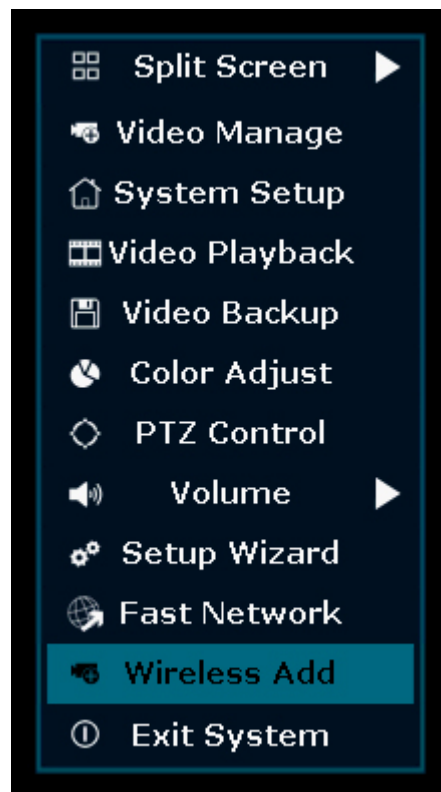 Split Screen
Video Manage
System Setup
Video Playback
Video Backup
Color Adjust
PTZ Control
Volume
Setup Wizard
Fast Network
Wireless Add
Exit System